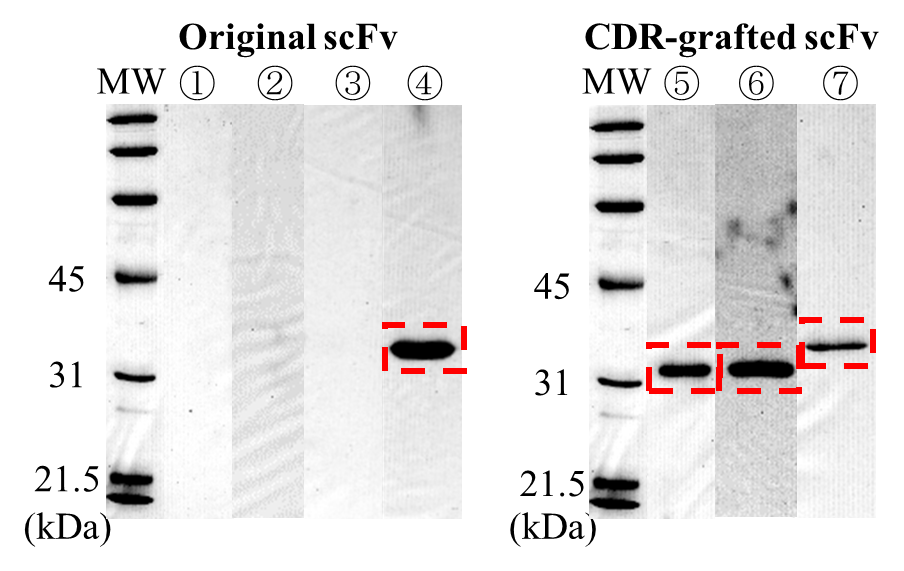 Original scFv
CDR-grafted scFv
MW ① ② ③ ④
MW ⑤ ⑥ ⑦
45
31
21.5
(kDa)
45
31
21.5
(kDa)